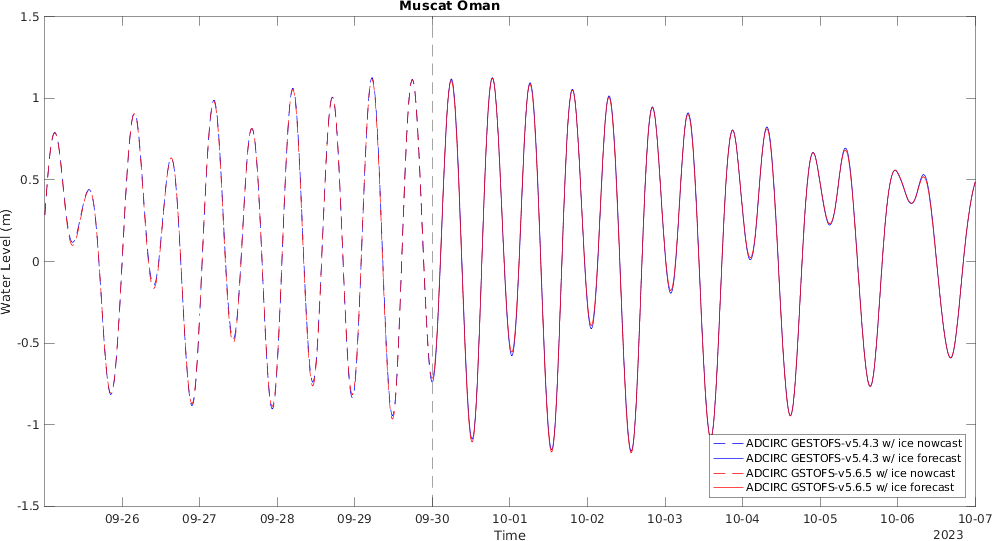 Muscat Oman
1.5
1
0.5
0
-0.5
-1
-1.5
Water Level (m)
09-26 09-27 09-28 09-29 09-30 10-01 10-02 10-03 10-04 10-05 10-06 10-07
Time
2023
ADCIRC GESTOFS-v5.4.3 w/ ice nowcast
ADCIRC GESTOFS-v5.4.3 w/ ice forecast
ADCIRC GSTOFS-v5.6.5 w/ ice nowcast
ADCIRC GSTOFS-v5.6.5 w/ ice forecast